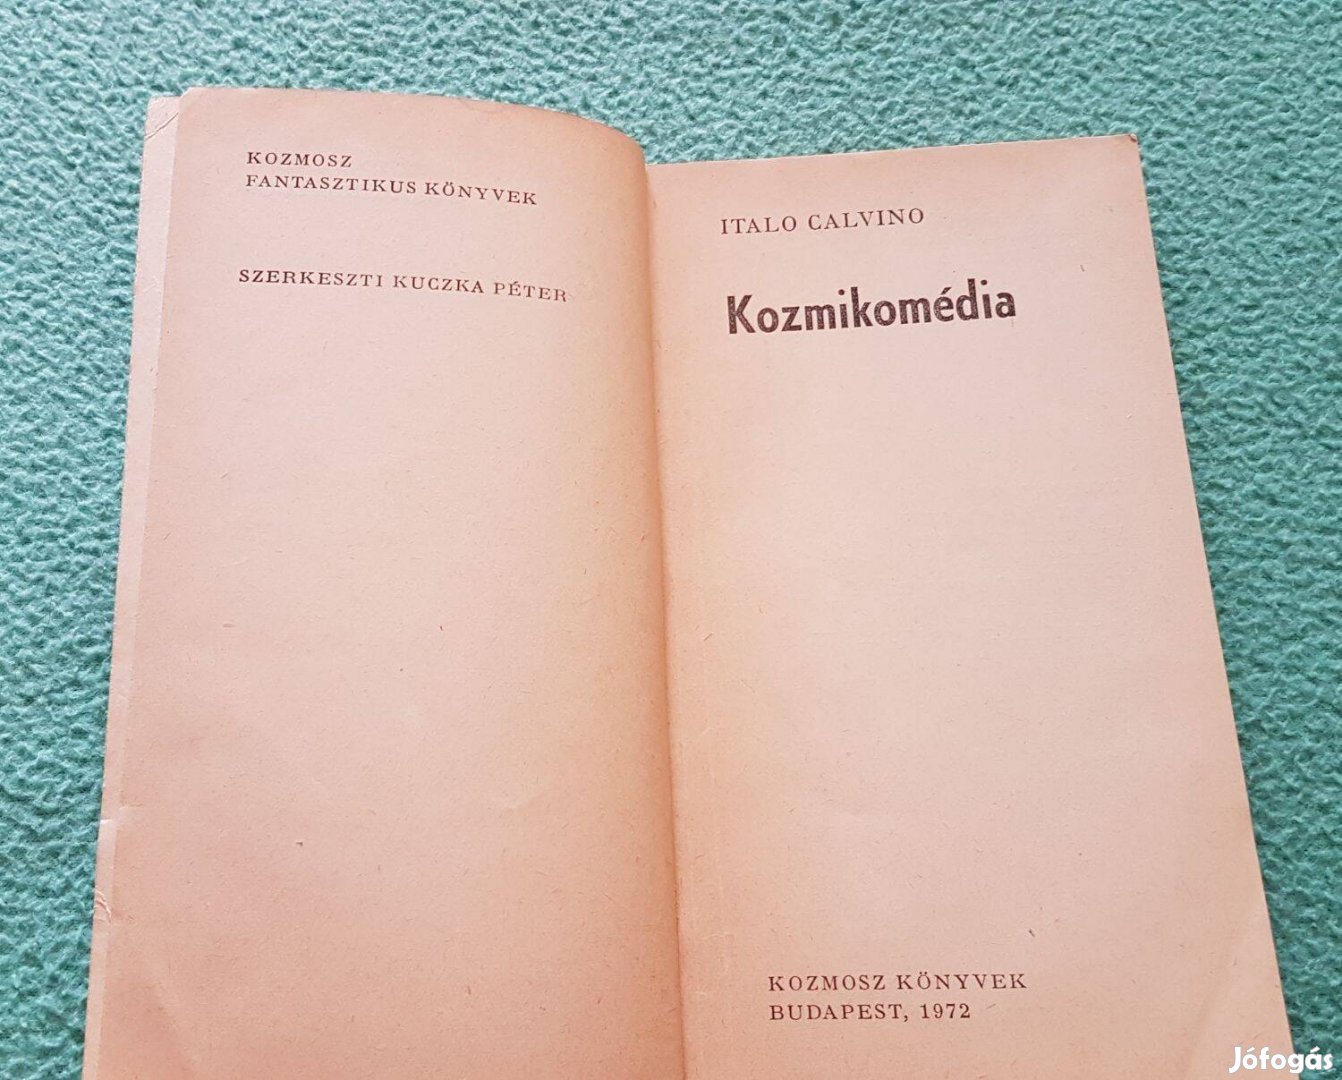 KOZMOSZ
FANTASZTIKUS KÖNYVEK
SZERKESZTI KUCZKA PÉTER
ITALO CALVINO
Kozmikomédia
KOZMOSZ KÖNYVEK
BUDAPEST, 1972
Jófogás